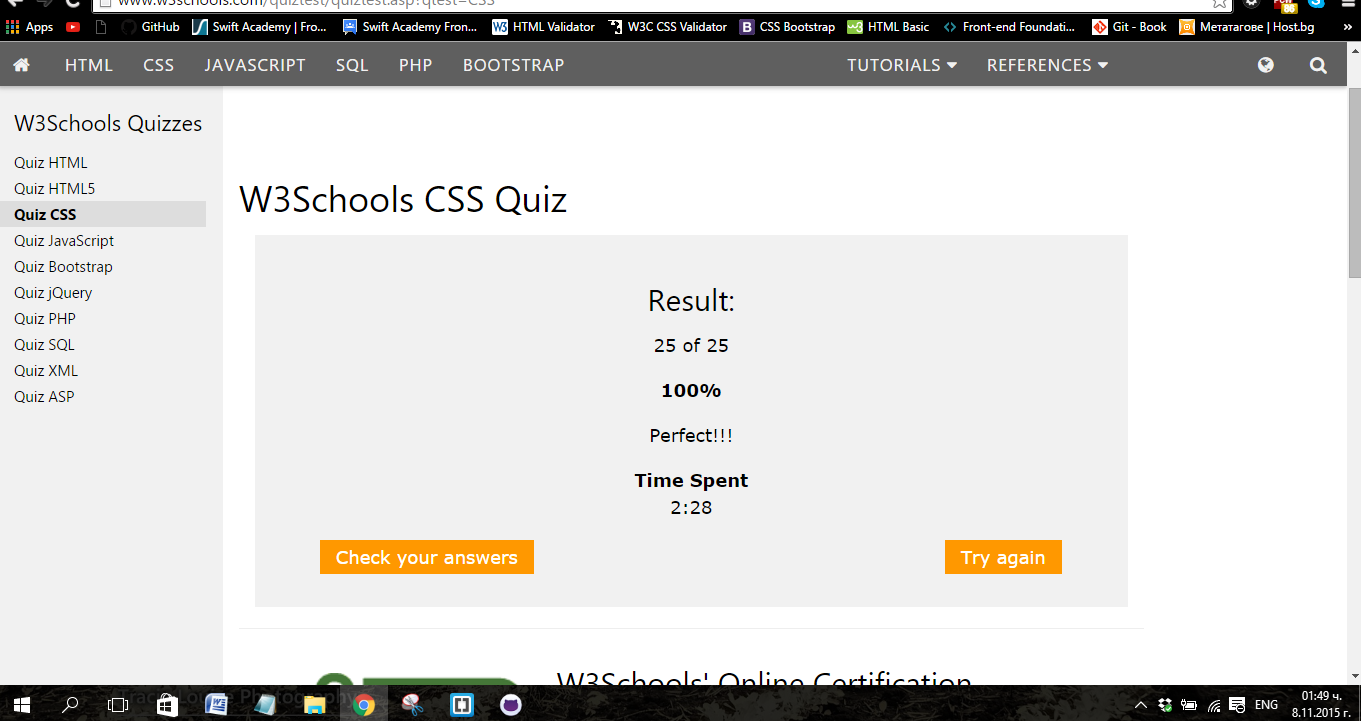 www.w3schools.com/quiztest/quiztest.asp?qtest=CSS
Apps GitHub Swift Academy | Fro... Swift Academy Fron... HTML Validator W3C CSS Validator CSS Bootstrap HTML Basic Front-end Foundati... Git - Book Метатагове | Host.bg »
HTML CSS JAVASCRIPT SQL PHP BOOTSTRAP TUTORIALS REFERENCES
W3Schools Quizzes
Quiz HTML
Quiz HTML5
Quiz CSS
Quiz JavaScript
Quiz Bootstrap
Quiz jQuery
Quiz PHP
Quiz SQL
Quiz XML
Quiz ASP
W3Schools CSS Quiz
Result:
25 of 25
100%
Perfect!!!
Time Spent
2:28
Check your answers Try again
W3Schools' Online Certification
ENG 01:49 ч.
8.11.2015 г.